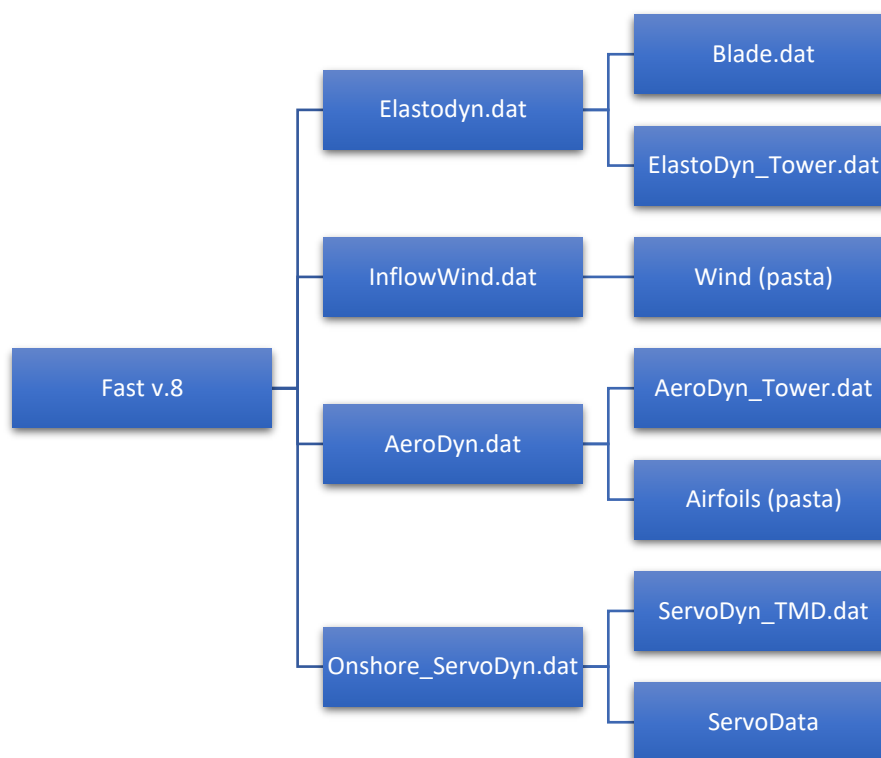 Fast v.8
Elastodyn.dat
Blade.dat
ElastoDyn_Tower.dat
InflowWind.dat
Wind (pasta)
AeroDyn.dat
AeroDyn_Tower.dat
Airfoils (pasta)
Onshore_ServoDyn.dat
ServoDyn_TMD.dat
ServoData